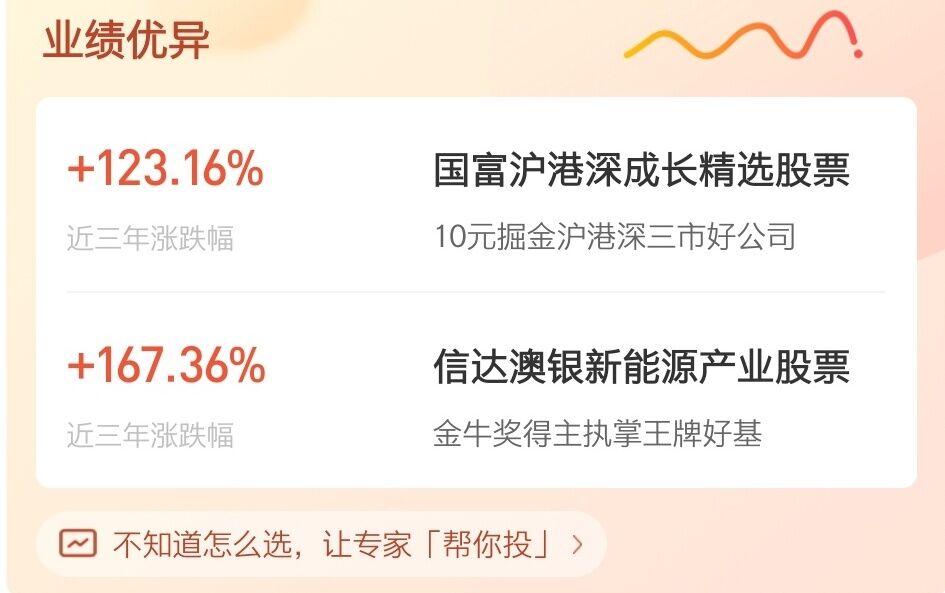 业绩优异
+123.16%
国富沪港深成长精选股票
近三年涨跌幅
10元掘金沪港深三市好公司
+167.36%
信达澳银新能源产业股票
近三年涨跌幅
金牛奖得主执掌王牌好基
不知道怎么选，让专家「帮你投」 >